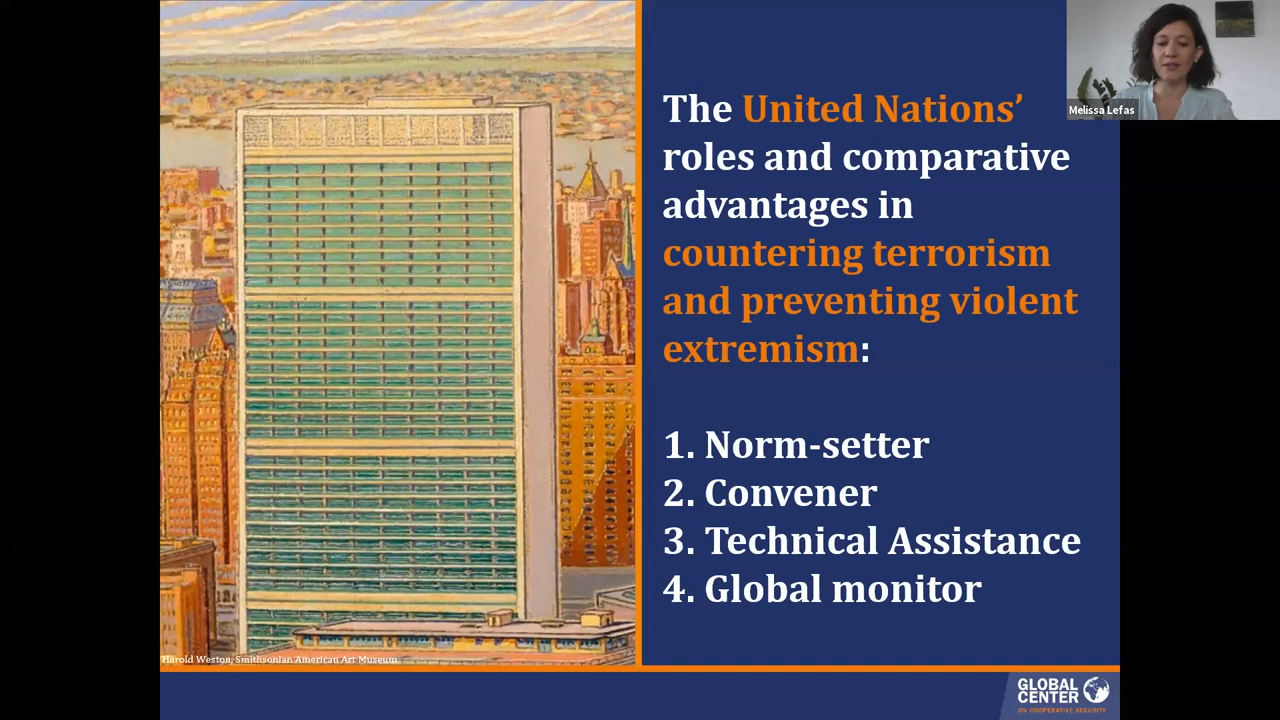 The United Nations’
roles and comparative
advantages in
countering terrorism
and preventing violent
extremism:
1. Norm-setter
2. Convener
3. Technical Assistance
4. Global monitor
Melissa Lefas
Harold Weston, Smithsonian American Art Museum
GLOBAL
CENTER
ON COOPERATIVE SECURITY